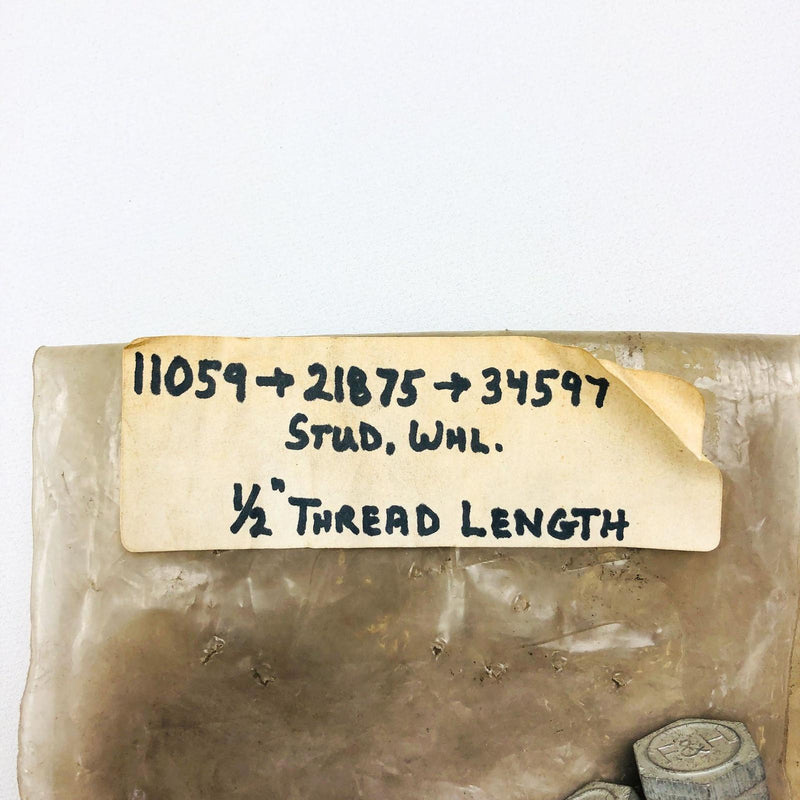 11059→21875→34597
STUD, WHL.
1/2" THREAD LENGTH